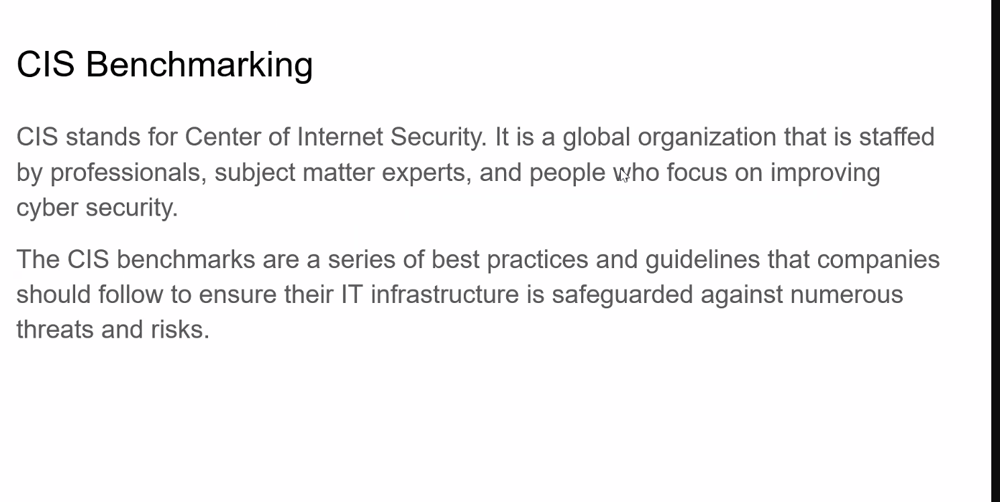 CIS Benchmarking
CIS stands for Center of Internet Security. It is a global organization that is staffed
by professionals, subject matter experts, and people who focus on improving
cyber security.
The CIS benchmarks are a series of best practices and guidelines that companies
should follow to ensure their IT infrastructure is safeguarded against numerous
threats and risks.